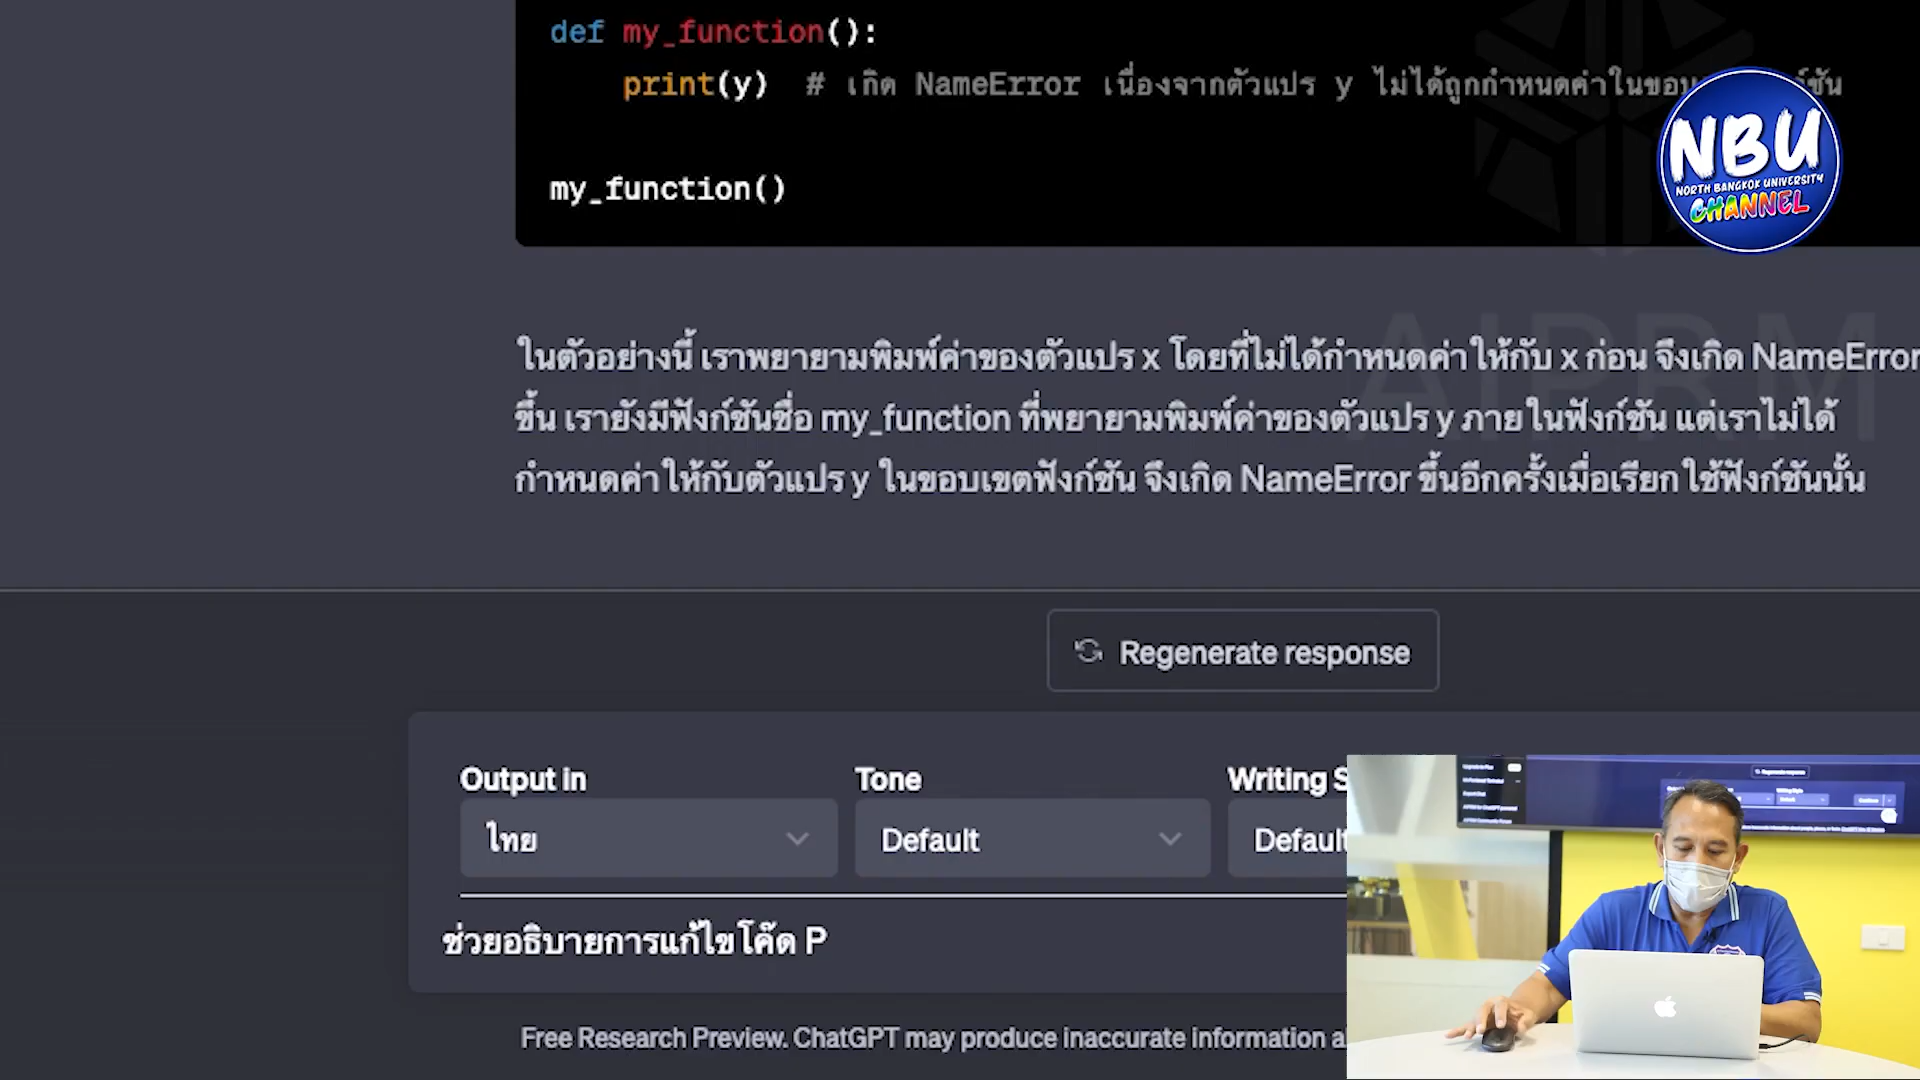 def my_function():
print(y) # เกิด NameError เนื่องจากตัวแปร y ไม่ได้ถูกกำหนดค่าในขอบ
my_function()
NBU
NORTH BANGKOK UNIVERSITY
CHANNEL
AIPRM
ในตัวอย่างนี้ เราพยายามพิมพ์ค่าของตัวแปร x โดยที่ไม่ได้กำหนดค่าให้กับ x ก่อน จึงเกิด NameError
ขึ้น เรายังมีฟังก์ชันชื่อ my_function ที่พยายามพิมพ์ค่าของตัวแปร y ภายในฟังก์ชัน แต่เราไม่ได้
กำหนดค่าให้กับตัวแปร y ในขอบเขตฟังก์ชัน จึงเกิด NameError ขึ้นอีกครั้งเมื่อเรียกใช้ฟังก์ชันนั้น
Regenerate response
Output in Tone Writing S
ไทย Default Default
ช่วยอธิบายการแก้ไขโค๊ด P
Free Research Preview. ChatGPT may produce inaccurate information a
Regenerate response